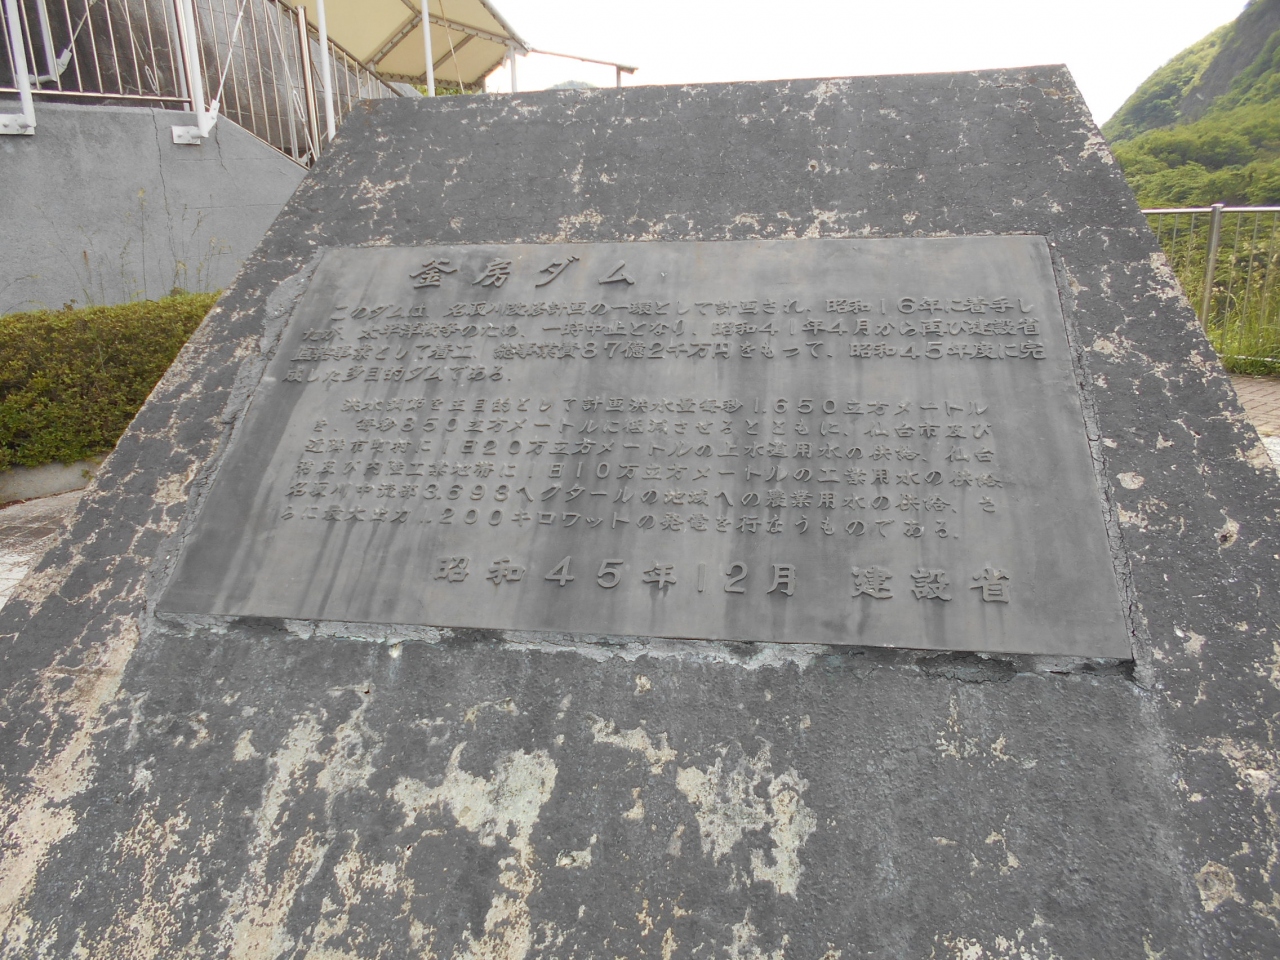 釜房ダム
このダムは、名取川改修計画の一環として計画され、昭和16年に着手し
たが、太平洋戦争のため、一時中止となり、昭和41年4月から再び建設省
直轄事業として着工、総事業費87億2千万円をもって、昭和45年度に完
成した多目的ダムである。
洪水調節を主目的として計画洪水量毎秒1.650立方メートル
を、毎秒850立方メートルに低減させるとともに、仙台市及び
近隣市町村に1日20万立方メートルの上水道用水の供給、仙台
湾臨海内陸工業地帯に1日10万立方メートルの工業用水の供給
名取川中流部3.693ヘクタールの地域への農業用水の供給、さ
らに最大出力1.200キロワットの発電を行なうものである。
昭和45年12月 建設省